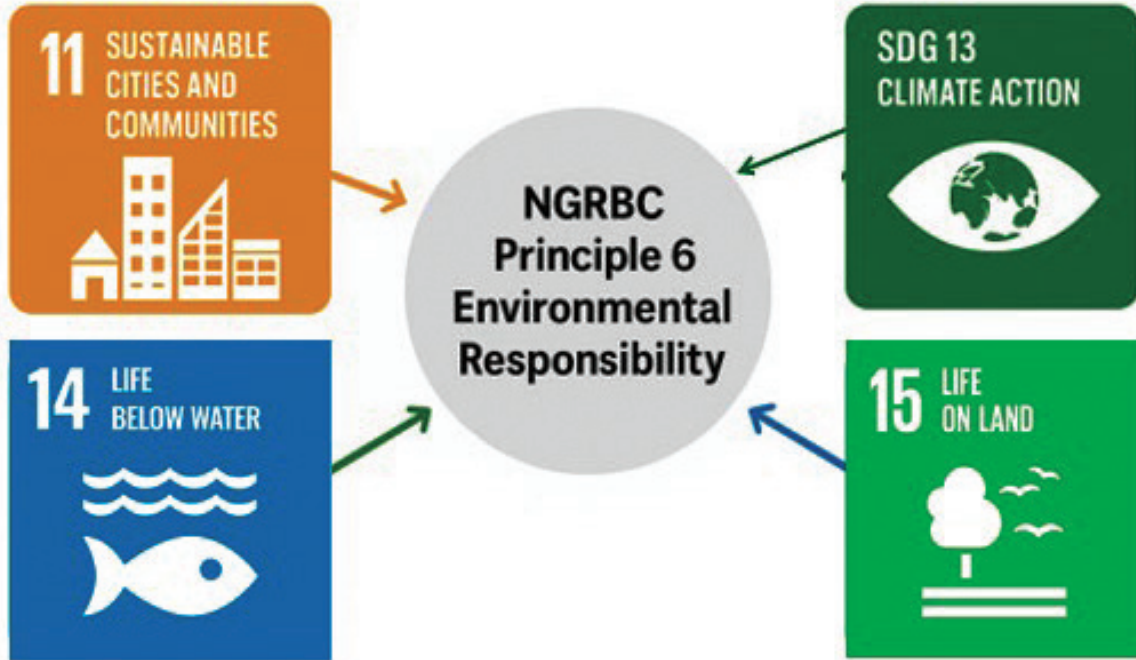 11 SUSTAINABLE
CITIES AND
COMMUNITIES
SDG 13
CLIMATE ACTION
NGRBC
Principle 6
Environmental
Responsibility
14 LIFE
BELOW WATER
15 LIFE
ON LAND